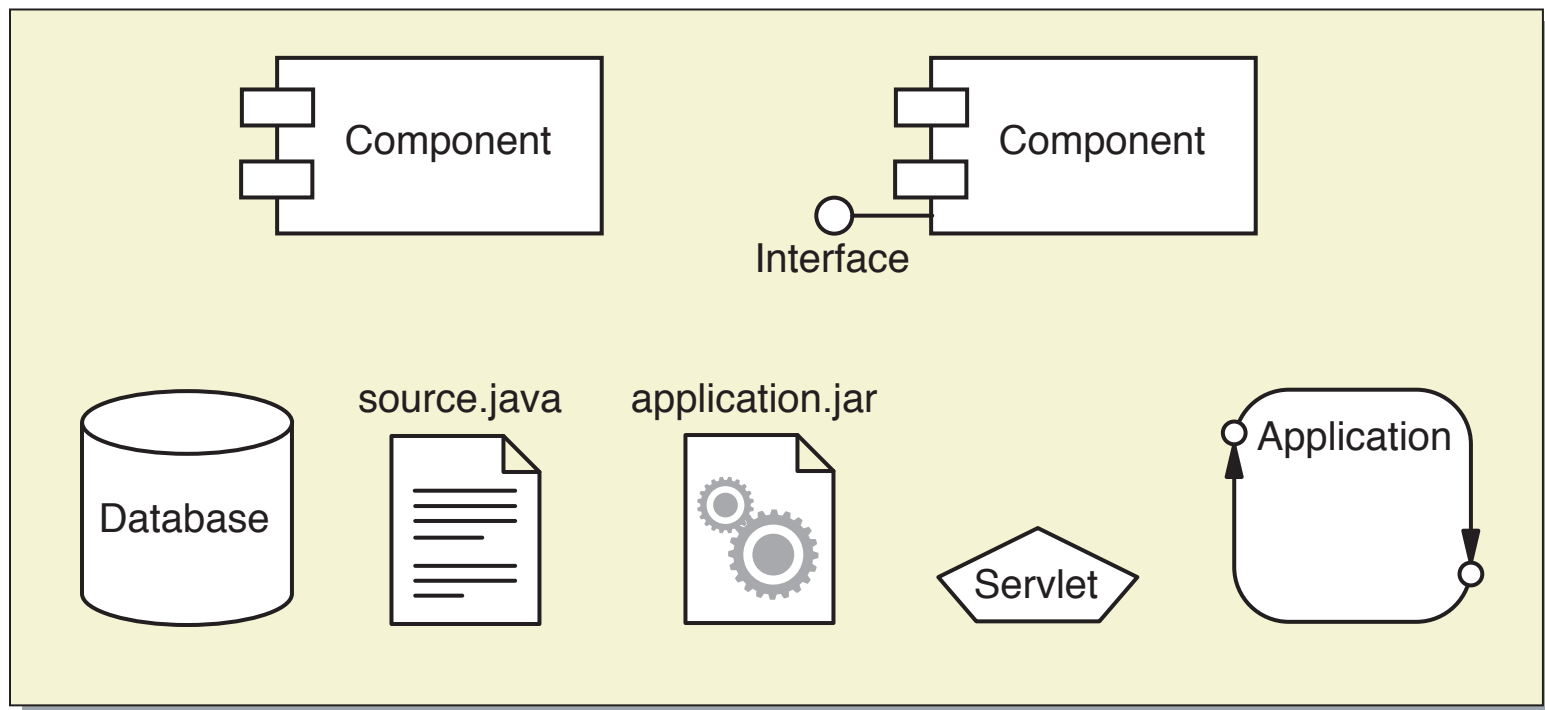 Component
Component
Interface
source.java
application.jar
Application
Database
Servlet